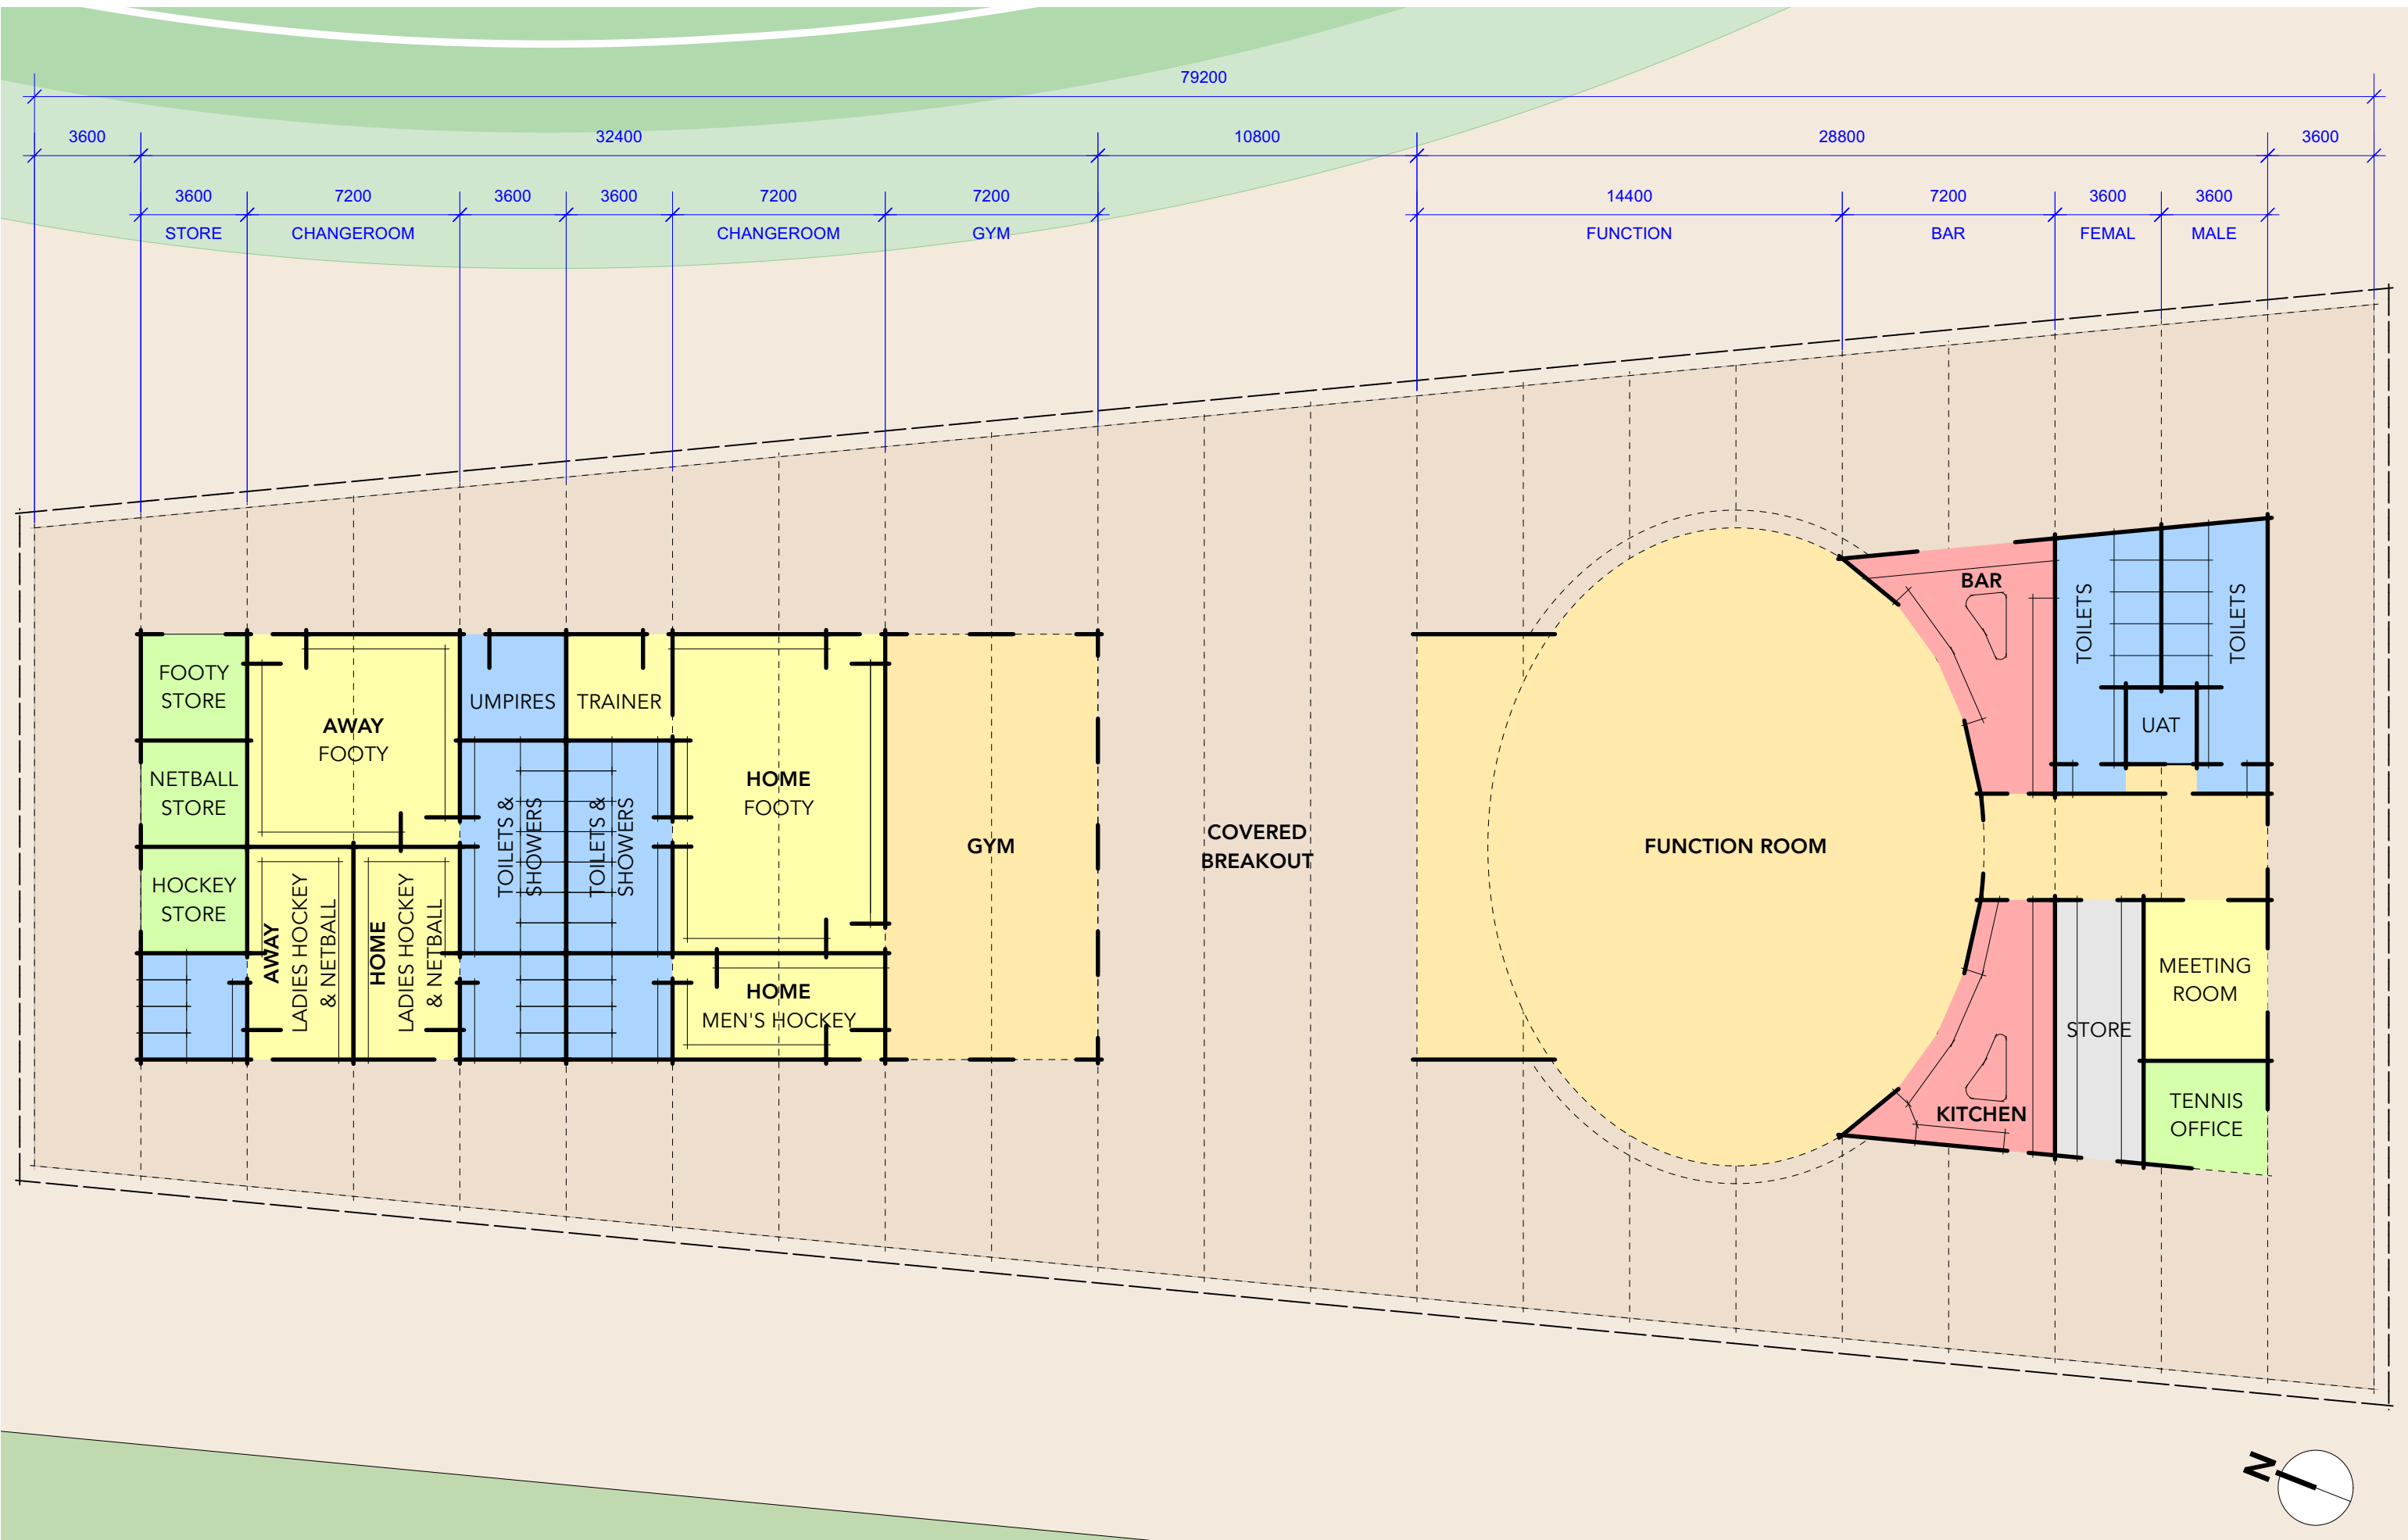 79200
3600
32400
10800
28800
3600
3600
7200
3600
3600
7200
7200
14400
7200
3600
3600
STORE
CHANGEROOM
CHANGEROOM
GYM
FUNCTION
BAR
FEMAL
MALE
FOOTY
STORE
NETBALL
STORE
HOCKEY
STORE
AWAY
FOOTY
AWAY
LADIES HOCKEY
& NETBALL
HOME
LADIES HOCKEY
& NETBALL
UMPIRES
TRAINER
TOILETS &
SHOWERS
TOILETS &
SHOWERS
HOME
FOOTY
HOME
MEN'S HOCKEY
GYM
COVERED
BREAKOUT
FUNCTION ROOM
BAR
TOILETS
TOILETS
UAT
KITCHEN
STORE
MEETING
ROOM
TENNIS
OFFICE
N